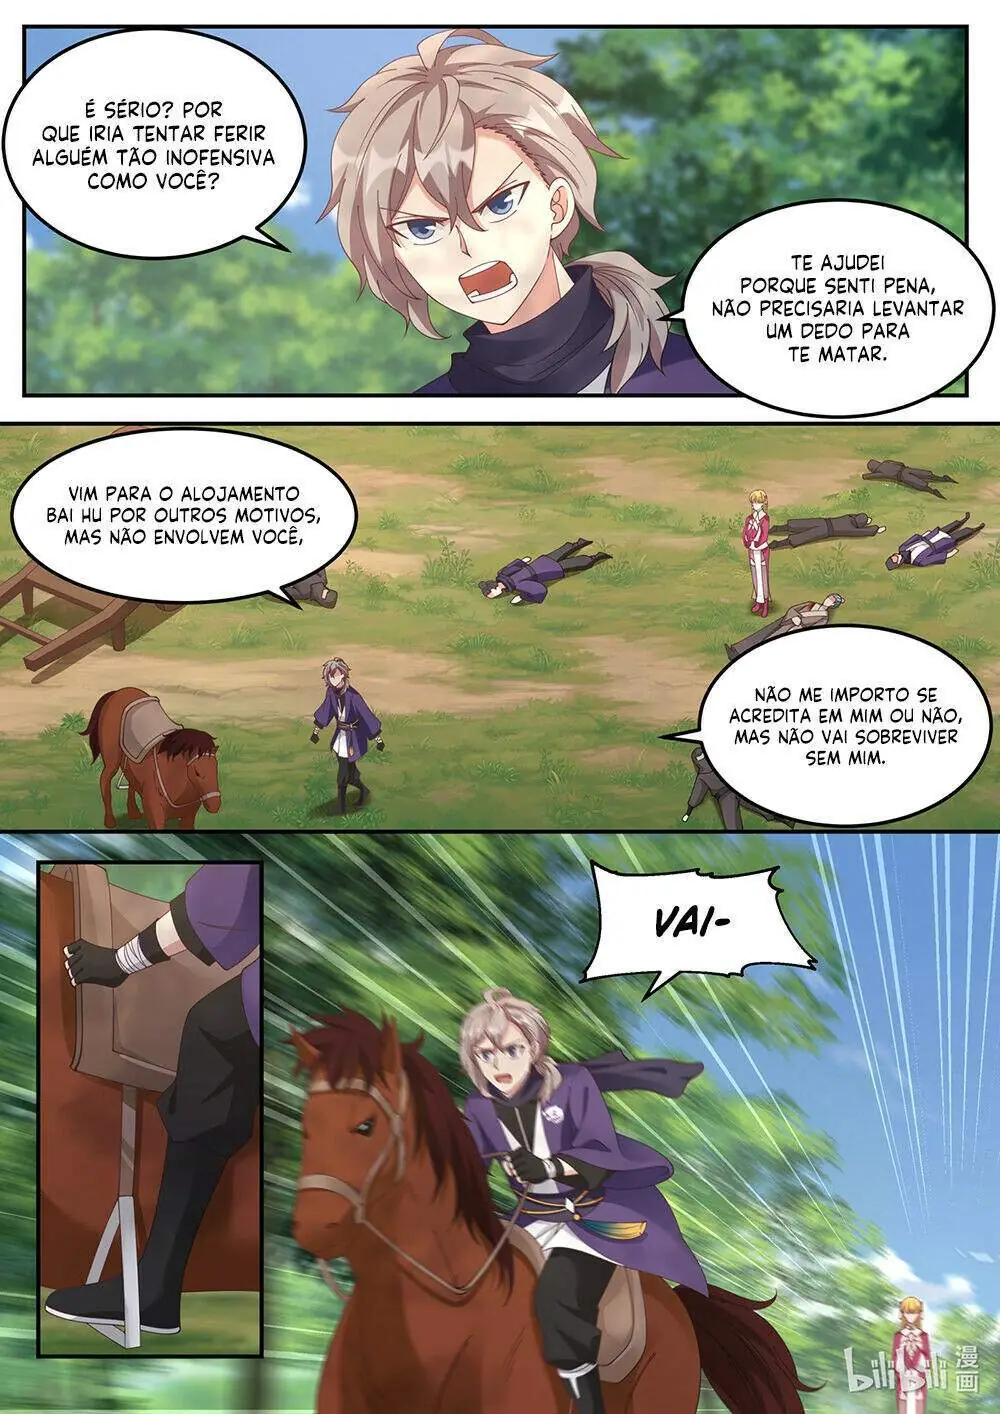 É SÉRIO? POR
QUE IRIA TENTAR FERIR
ALGUÉM TÃO INOFENSIVA
COMO VOCÊ?
TE AJUDEI
PORQUE SENTI PENA,
NÃO PRECISARIA LEVANTAR
UM DEDO PARA
TE MATAR.
VIM PARA O ALOJAMENTO
BAI HU POR OUTROS MOTIVOS,
MAS NÃO ENVOLVEM VOCÊ,
NÃO ME IMPORTO SE
ACREDITA EM MIM OU NÃO,
MAS NÃO VAI SOBREVIVER
SEM MIM.
VAI-
bilibili 漫画